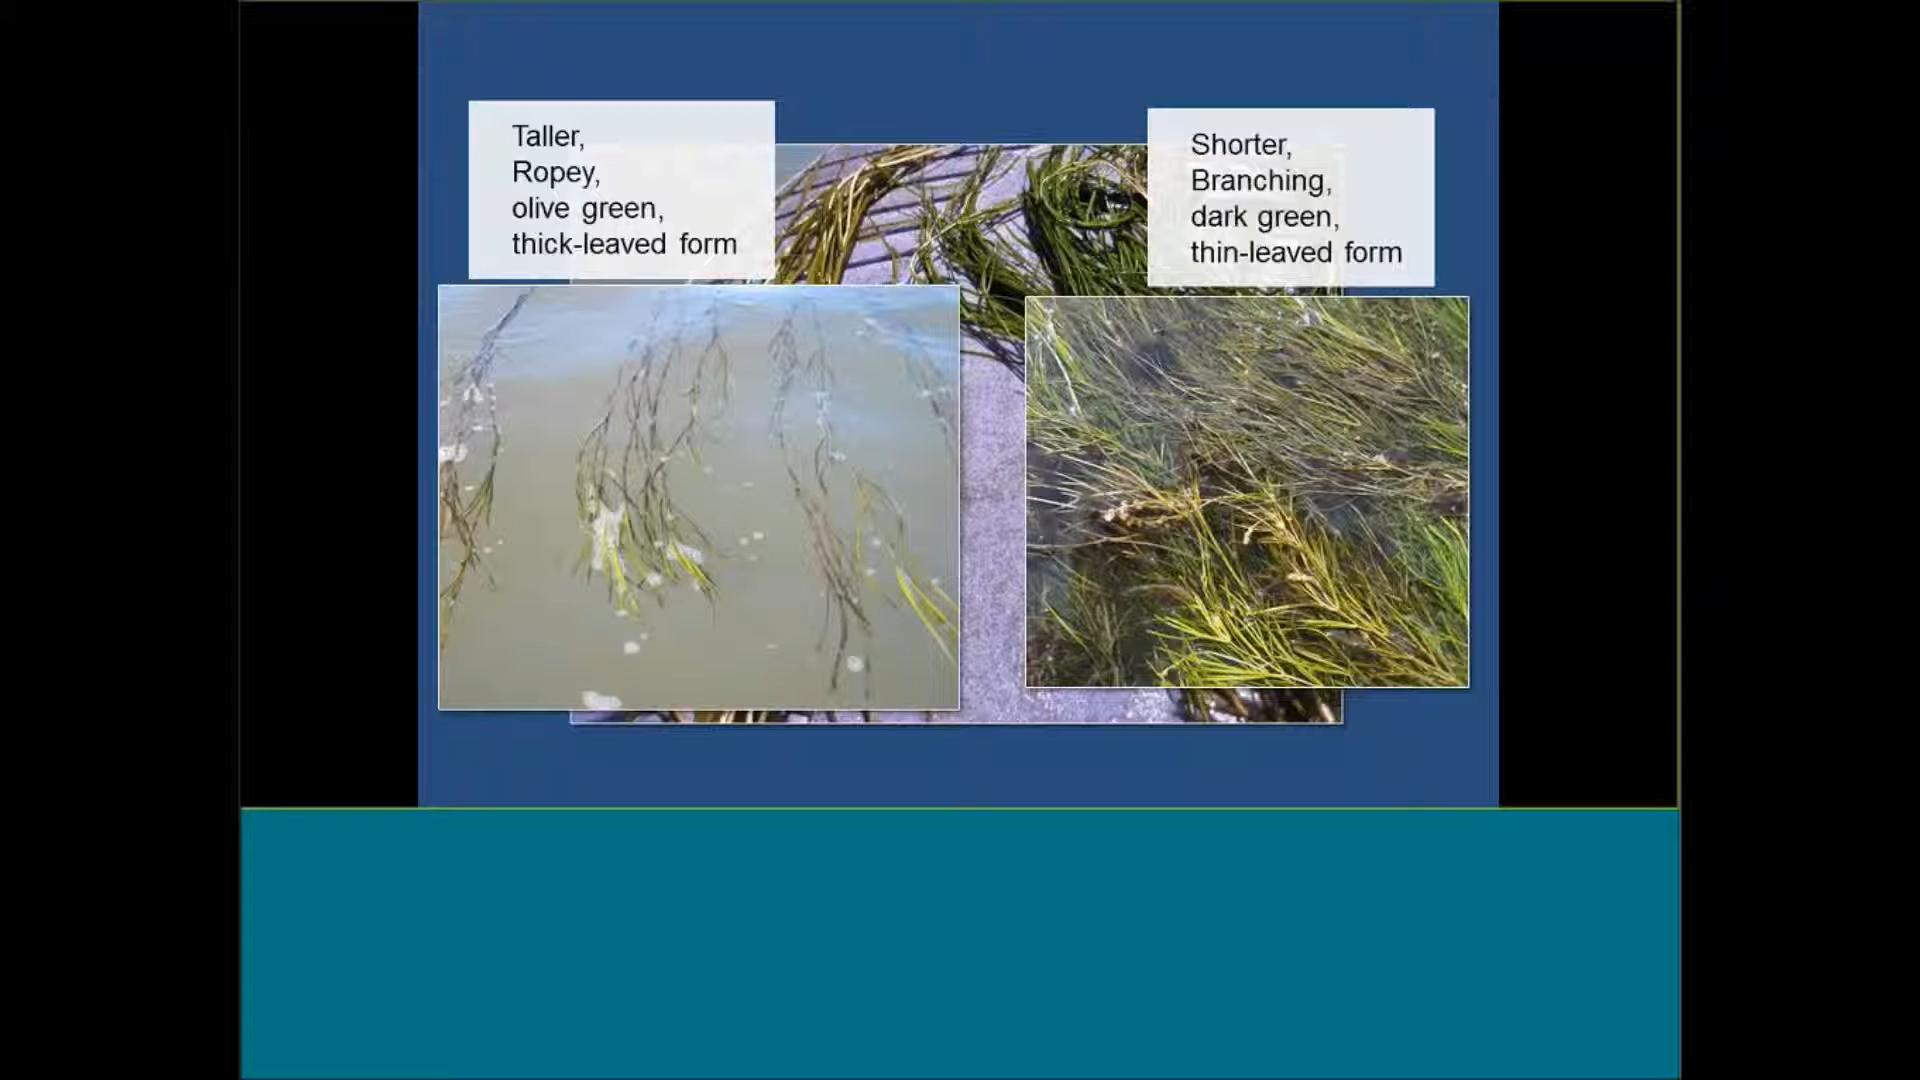 Taller,
Ropey,
olive green,
thick-leaved form
Shorter,
Branching,
dark green,
thin-leaved form